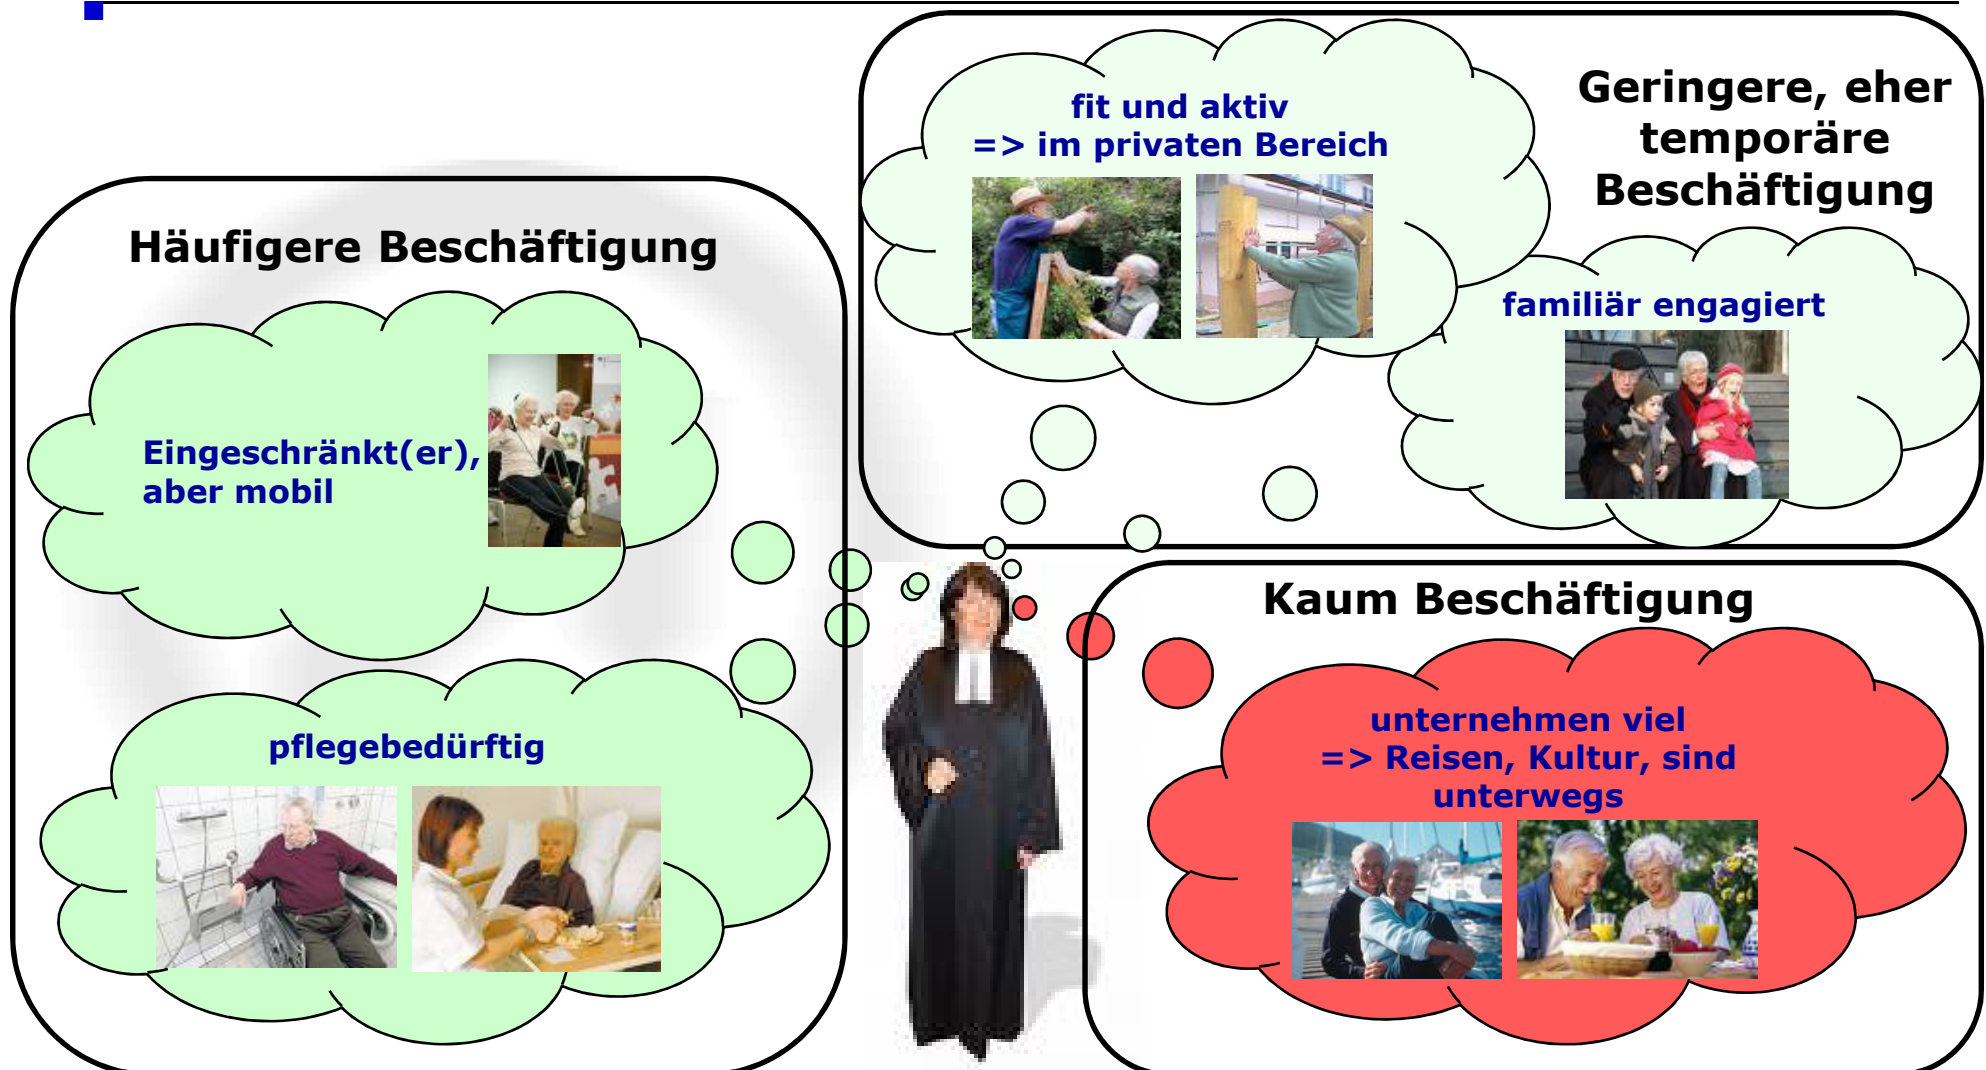 Häufigere Beschäftigung
Eingeschränkt(er),
aber mobil
pflegebedürftig
fit und aktiv
=> im privaten Bereich
Geringere, eher
temporäre
Beschäftigung
familiär engagiert
Kaum Beschäftigung
unternehmen viel
=> Reisen, Kultur, sind
unterwegs